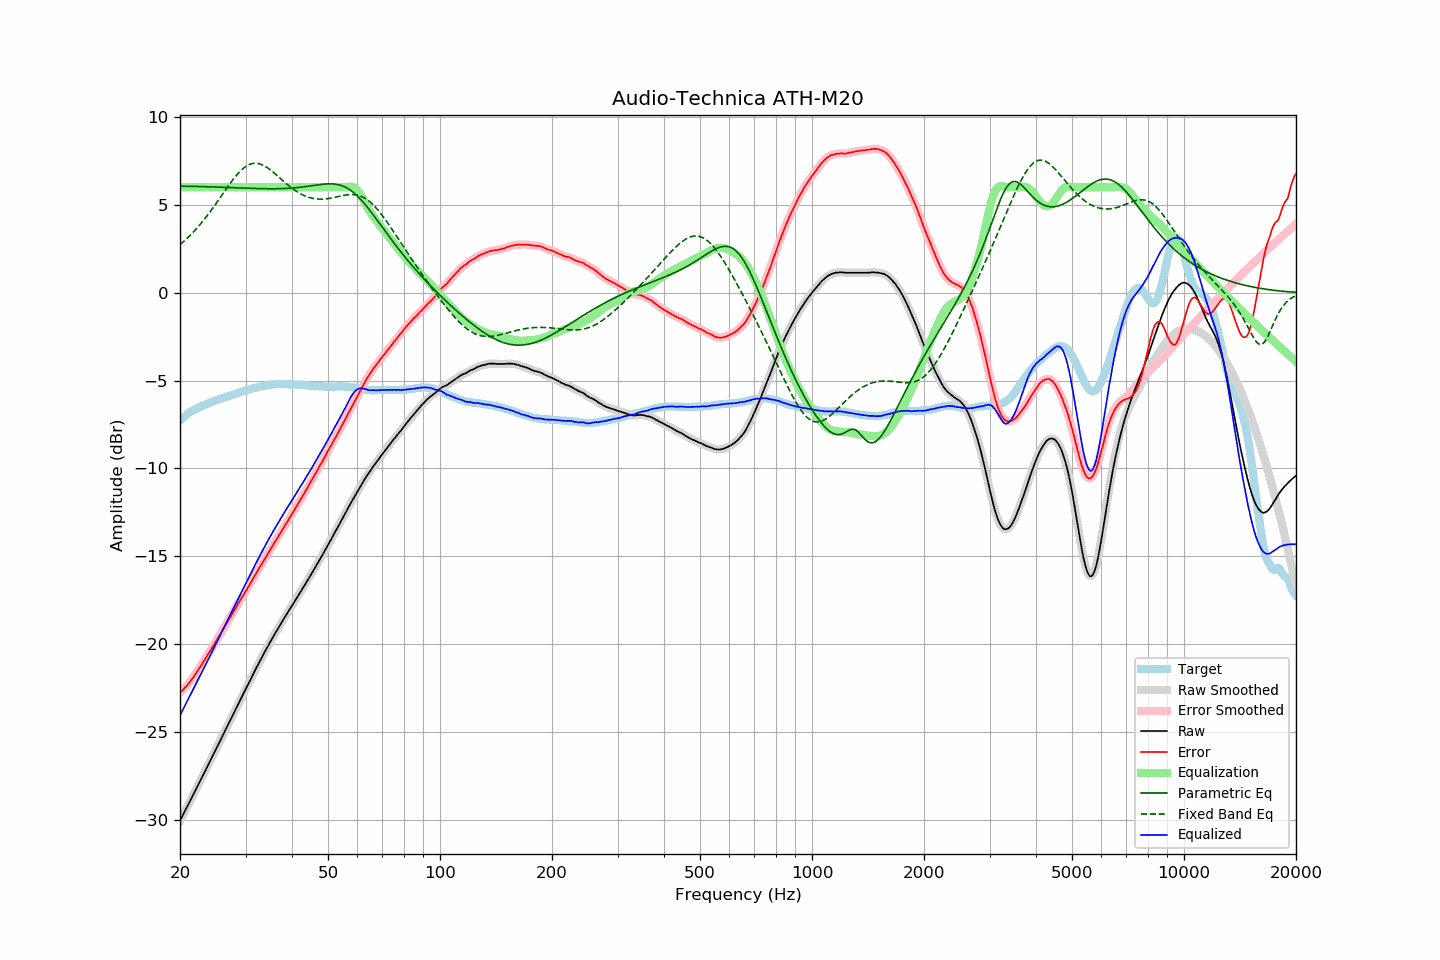 Audio-Technica ATH-M20
10
5
0
−5
−10
−15
−20
−25
−30
Amplitude (dBr)
20
50
100
200
500
1000
2000
5000
10000
20000
Frequency (Hz)
Target
Raw Smoothed
Error Smoothed
Raw
Error
Equalization
Parametric Eq
Fixed Band Eq
Equalized